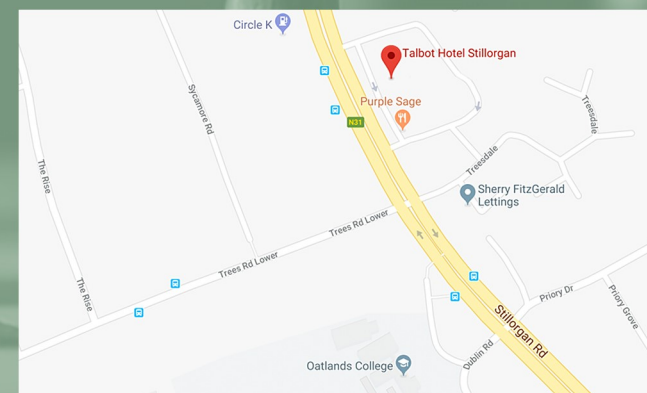 Circle K
Talbot Hotel Stillorgan
Purple Sage
N31
Sycamore Rd
Treesdale
The Rise
Treesdale
Sherry FitzGerald
Lettings
Trees Rd Lower
Trees Rd Lower
The Rise
Priory Dr
Priory Grove
Stillorgan Rd
Dublin Rd
Oatlands College